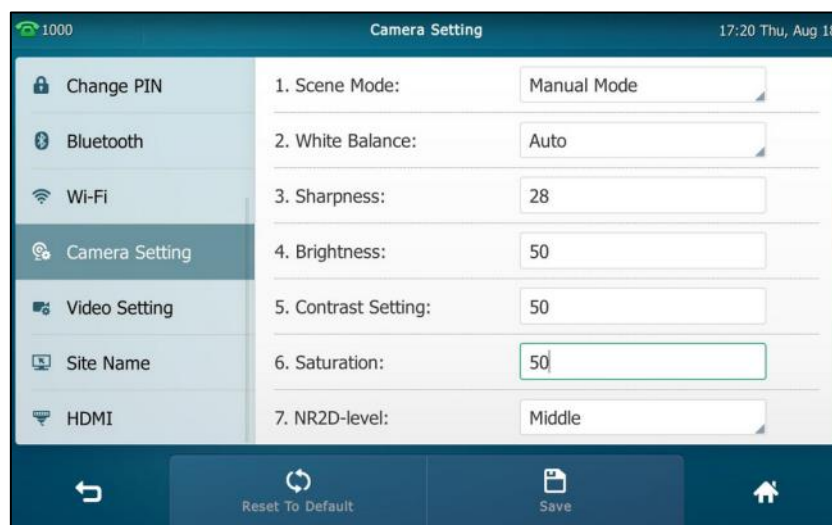 1000 Camera Setting 17:20 Thu, Aug 18
Change PIN
Bluetooth
Wi-Fi
Camera Setting
Video Setting
Site Name
HDMI
1. Scene Mode: Manual Mode
2. White Balance: Auto
3. Sharpness: 28
4. Brightness: 50
5. Contrast Setting: 50
6. Saturation: 50
7. NR2D-level: Middle
Reset To Default Save